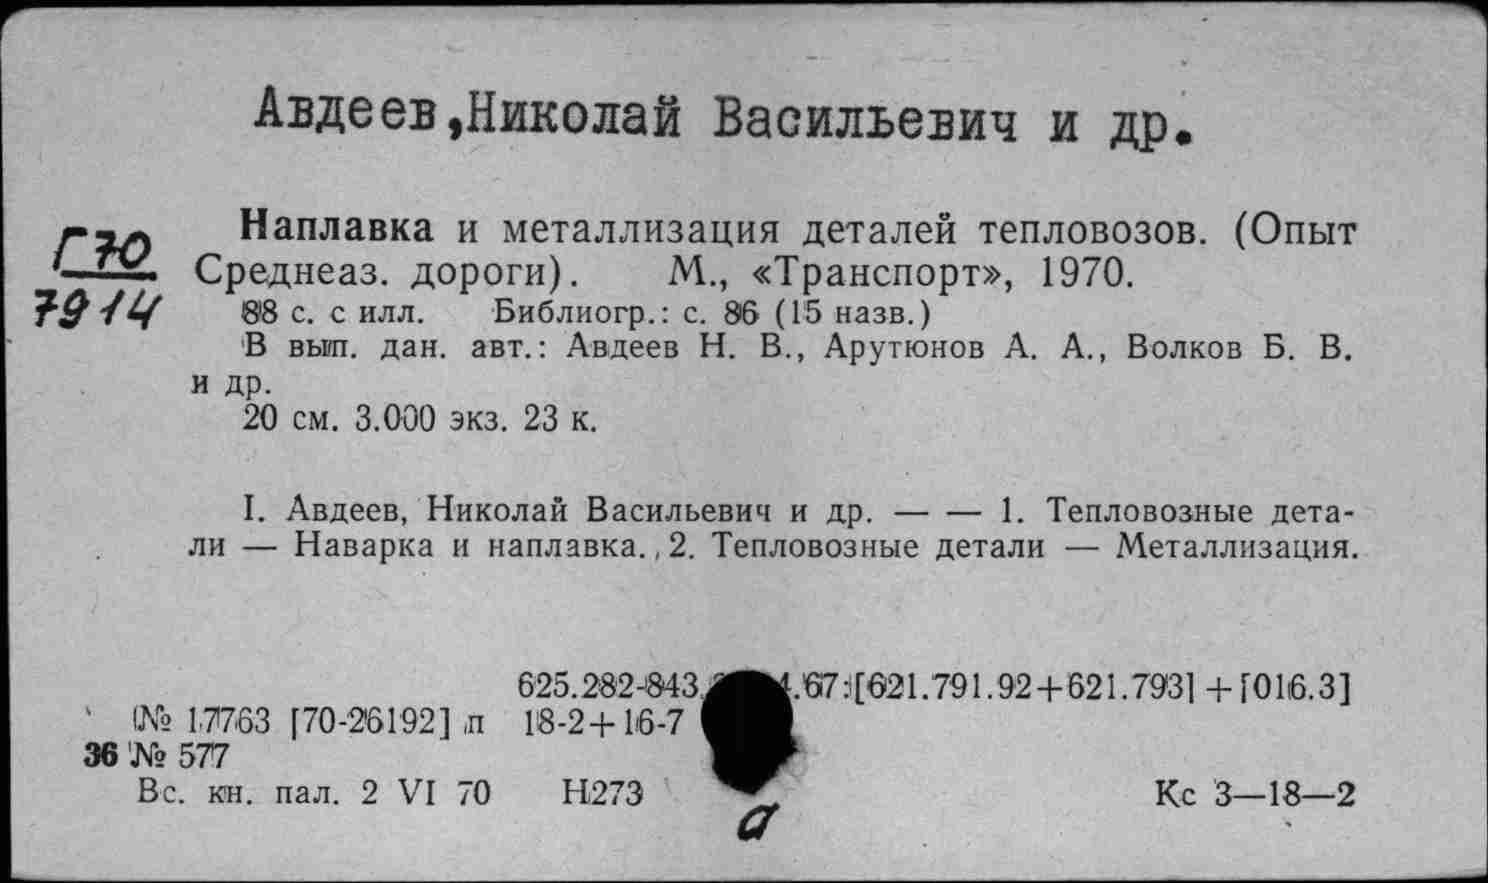 Авдеев,Николай Васильевич и др.
Г70
7914
Наплавка и металлизация деталей тепловозов. (Опыт
Среднеаз. дороги). М., «Транспорт», 1970.
88 с. с илл. Библиогр.: с. 86 (15 назв.)
В вып. дан. авт.: Авдеев Н. В., Арутюнов А. А., Волков Б. В.
и др.
20 см. 3.000 экз. 23 к.
I. Авдеев, Николай Васильевич и др. — — 1. Тепловозные дета-
ли — Наварка и наплавка. 2. Тепловозные детали — Металлизация.
625.282-843. .67:[621.791.92+621.793]+[016.3]
№ 17763 [70-26192] п 18-2+16-7
36 № 577
Вс. кн. пал. 2 VI 70 Н273 Кс 3—18—2
а